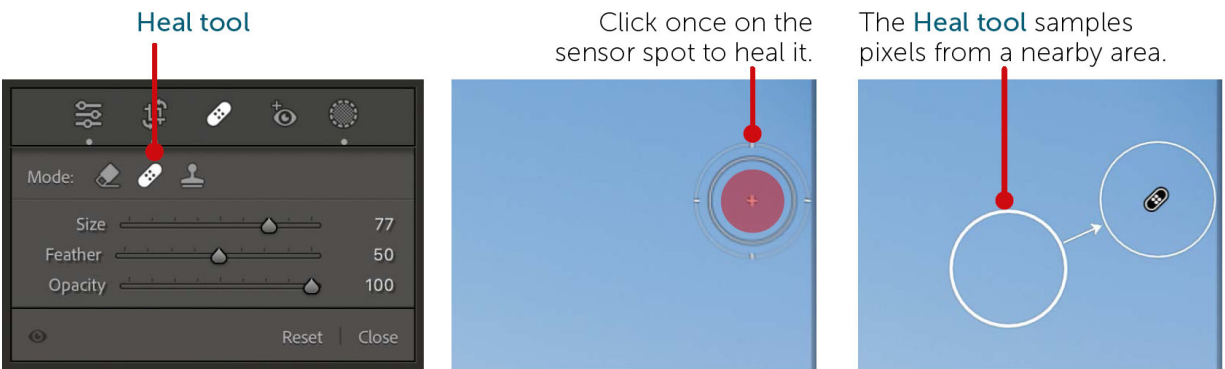 Heal tool
Click once on the
sensor spot to heal it.
The Heal tool samples
pixels from a nearby area.
Mode:
Size 77
Feather 50
Opacity 100
Reset | Close